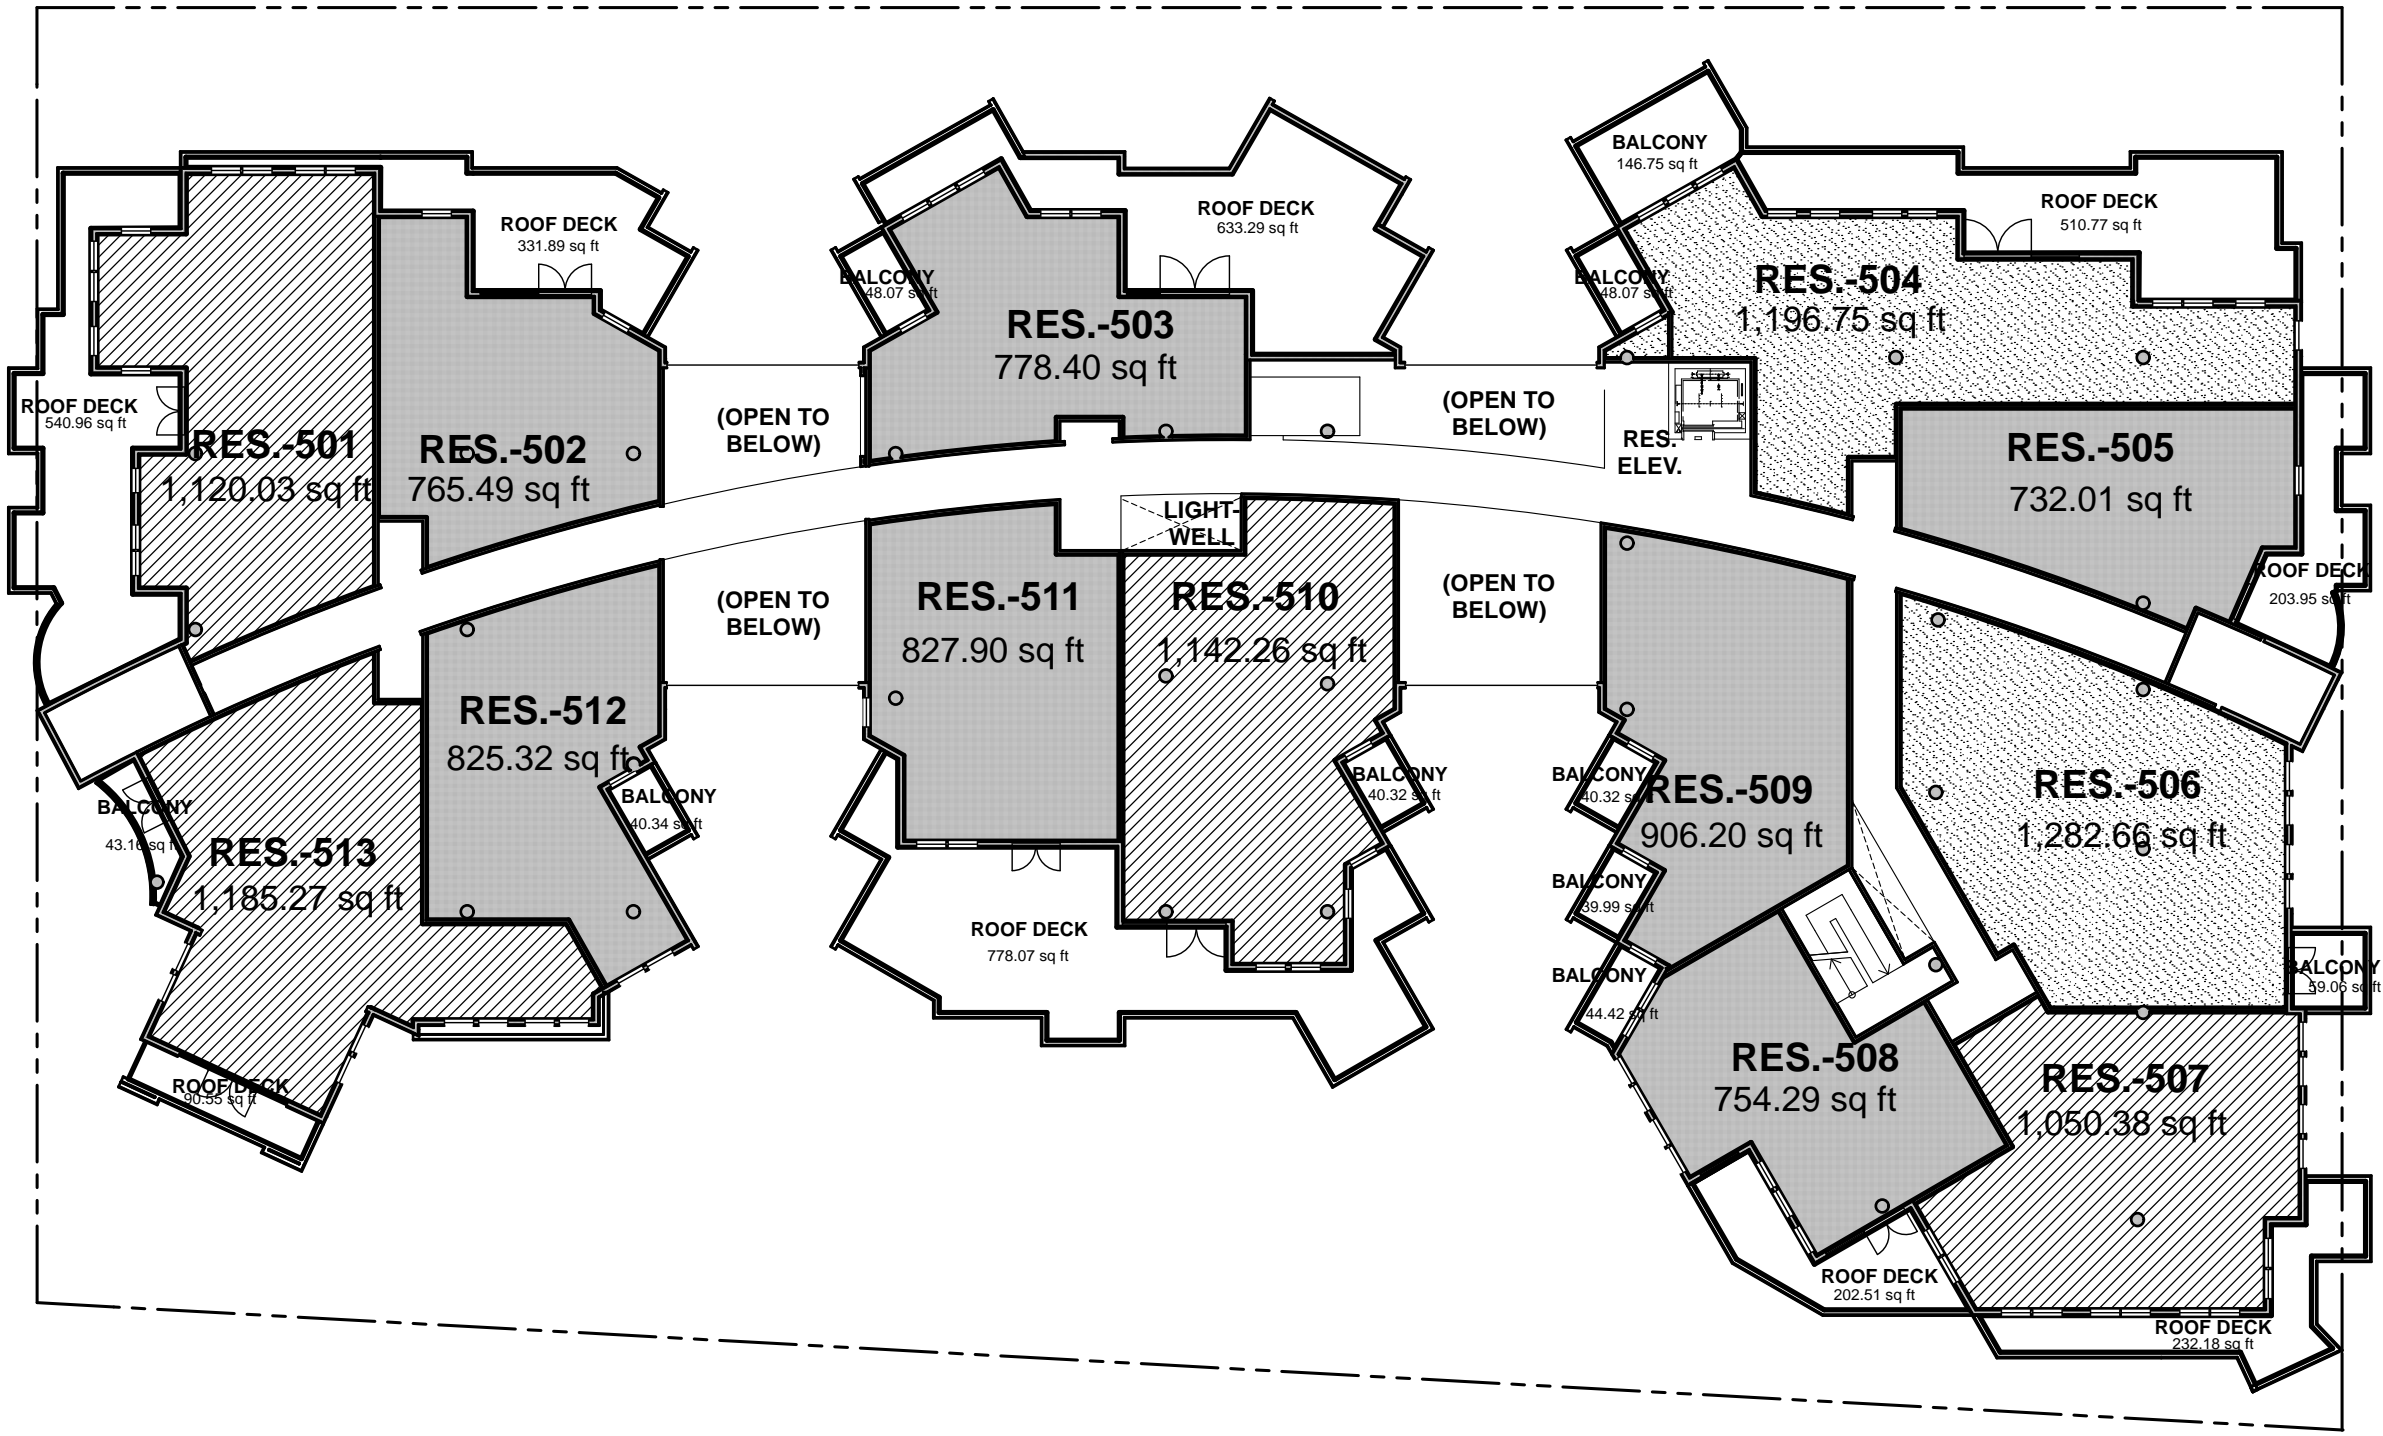 BALCONY
146.75 sq ft
ROOF DECK
331.89 sq ft
ROOF DECK
633.29 sq ft
ROOF DECK
510.77 sq ft
BALCONY
48.07 sq ft
BALCONY
48.07 sq ft
RES.-504
1,196.75 sq ft
RES.-503
778.40 sq ft
ROOF DECK
540.96 sq ft
RES.-501
1,120.03 sq ft
RES.-502
765.49 sq ft
(OPEN TO
BELOW)
(OPEN TO
BELOW)
RES.
ELEV.
RES.-505
732.01 sq ft
LIGHT-
WELL
ROOF DECK
203.95 sq ft
(OPEN TO
BELOW)
RES.-511
827.90 sq ft
RES.-510
1,142.26 sq ft
(OPEN TO
BELOW)
RES.-512
825.32 sq ft
BALCONY
40.34 sq ft
BALCONY
40.32 sq ft
BALCONY
40.32 sq ft
RES.-509
906.20 sq ft
RES.-506
1,282.66 sq ft
BALCONY
43.16 sq ft
RES.-513
1,185.27 sq ft
BALCONY
39.99 sq ft
ROOF DECK
778.07 sq ft
BALCONY
44.42 sq ft
BALCONY
59.06 sq ft
RES.-508
754.29 sq ft
RES.-507
1,050.38 sq ft
ROOF DECK
90.55 sq ft
ROOF DECK
202.51 sq ft
ROOF DECK
232.18 sq ft